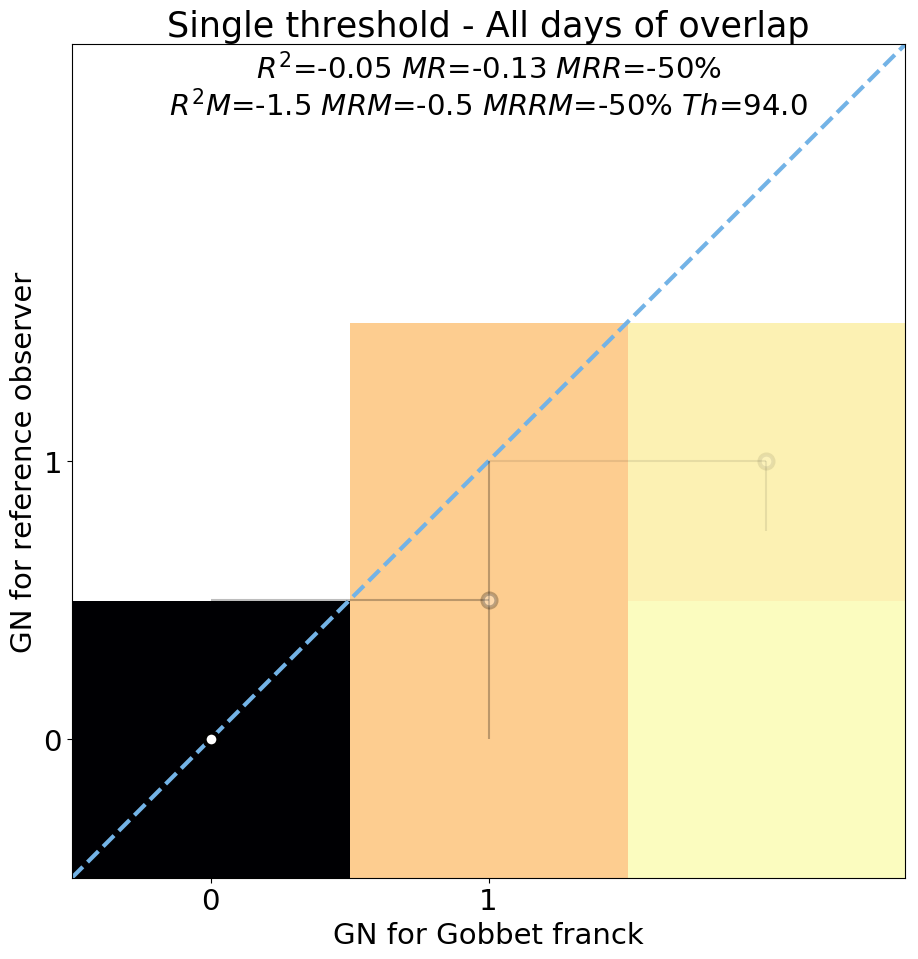 Single threshold - All days of overlap
R²=-0.05 MR=-0.13 MRR=-50%
R²M=-1.5 MRM=-0.5 MRRM=-50% Th=94.0
GN for reference observer
1
0
0 1
GN for Gobbet franck